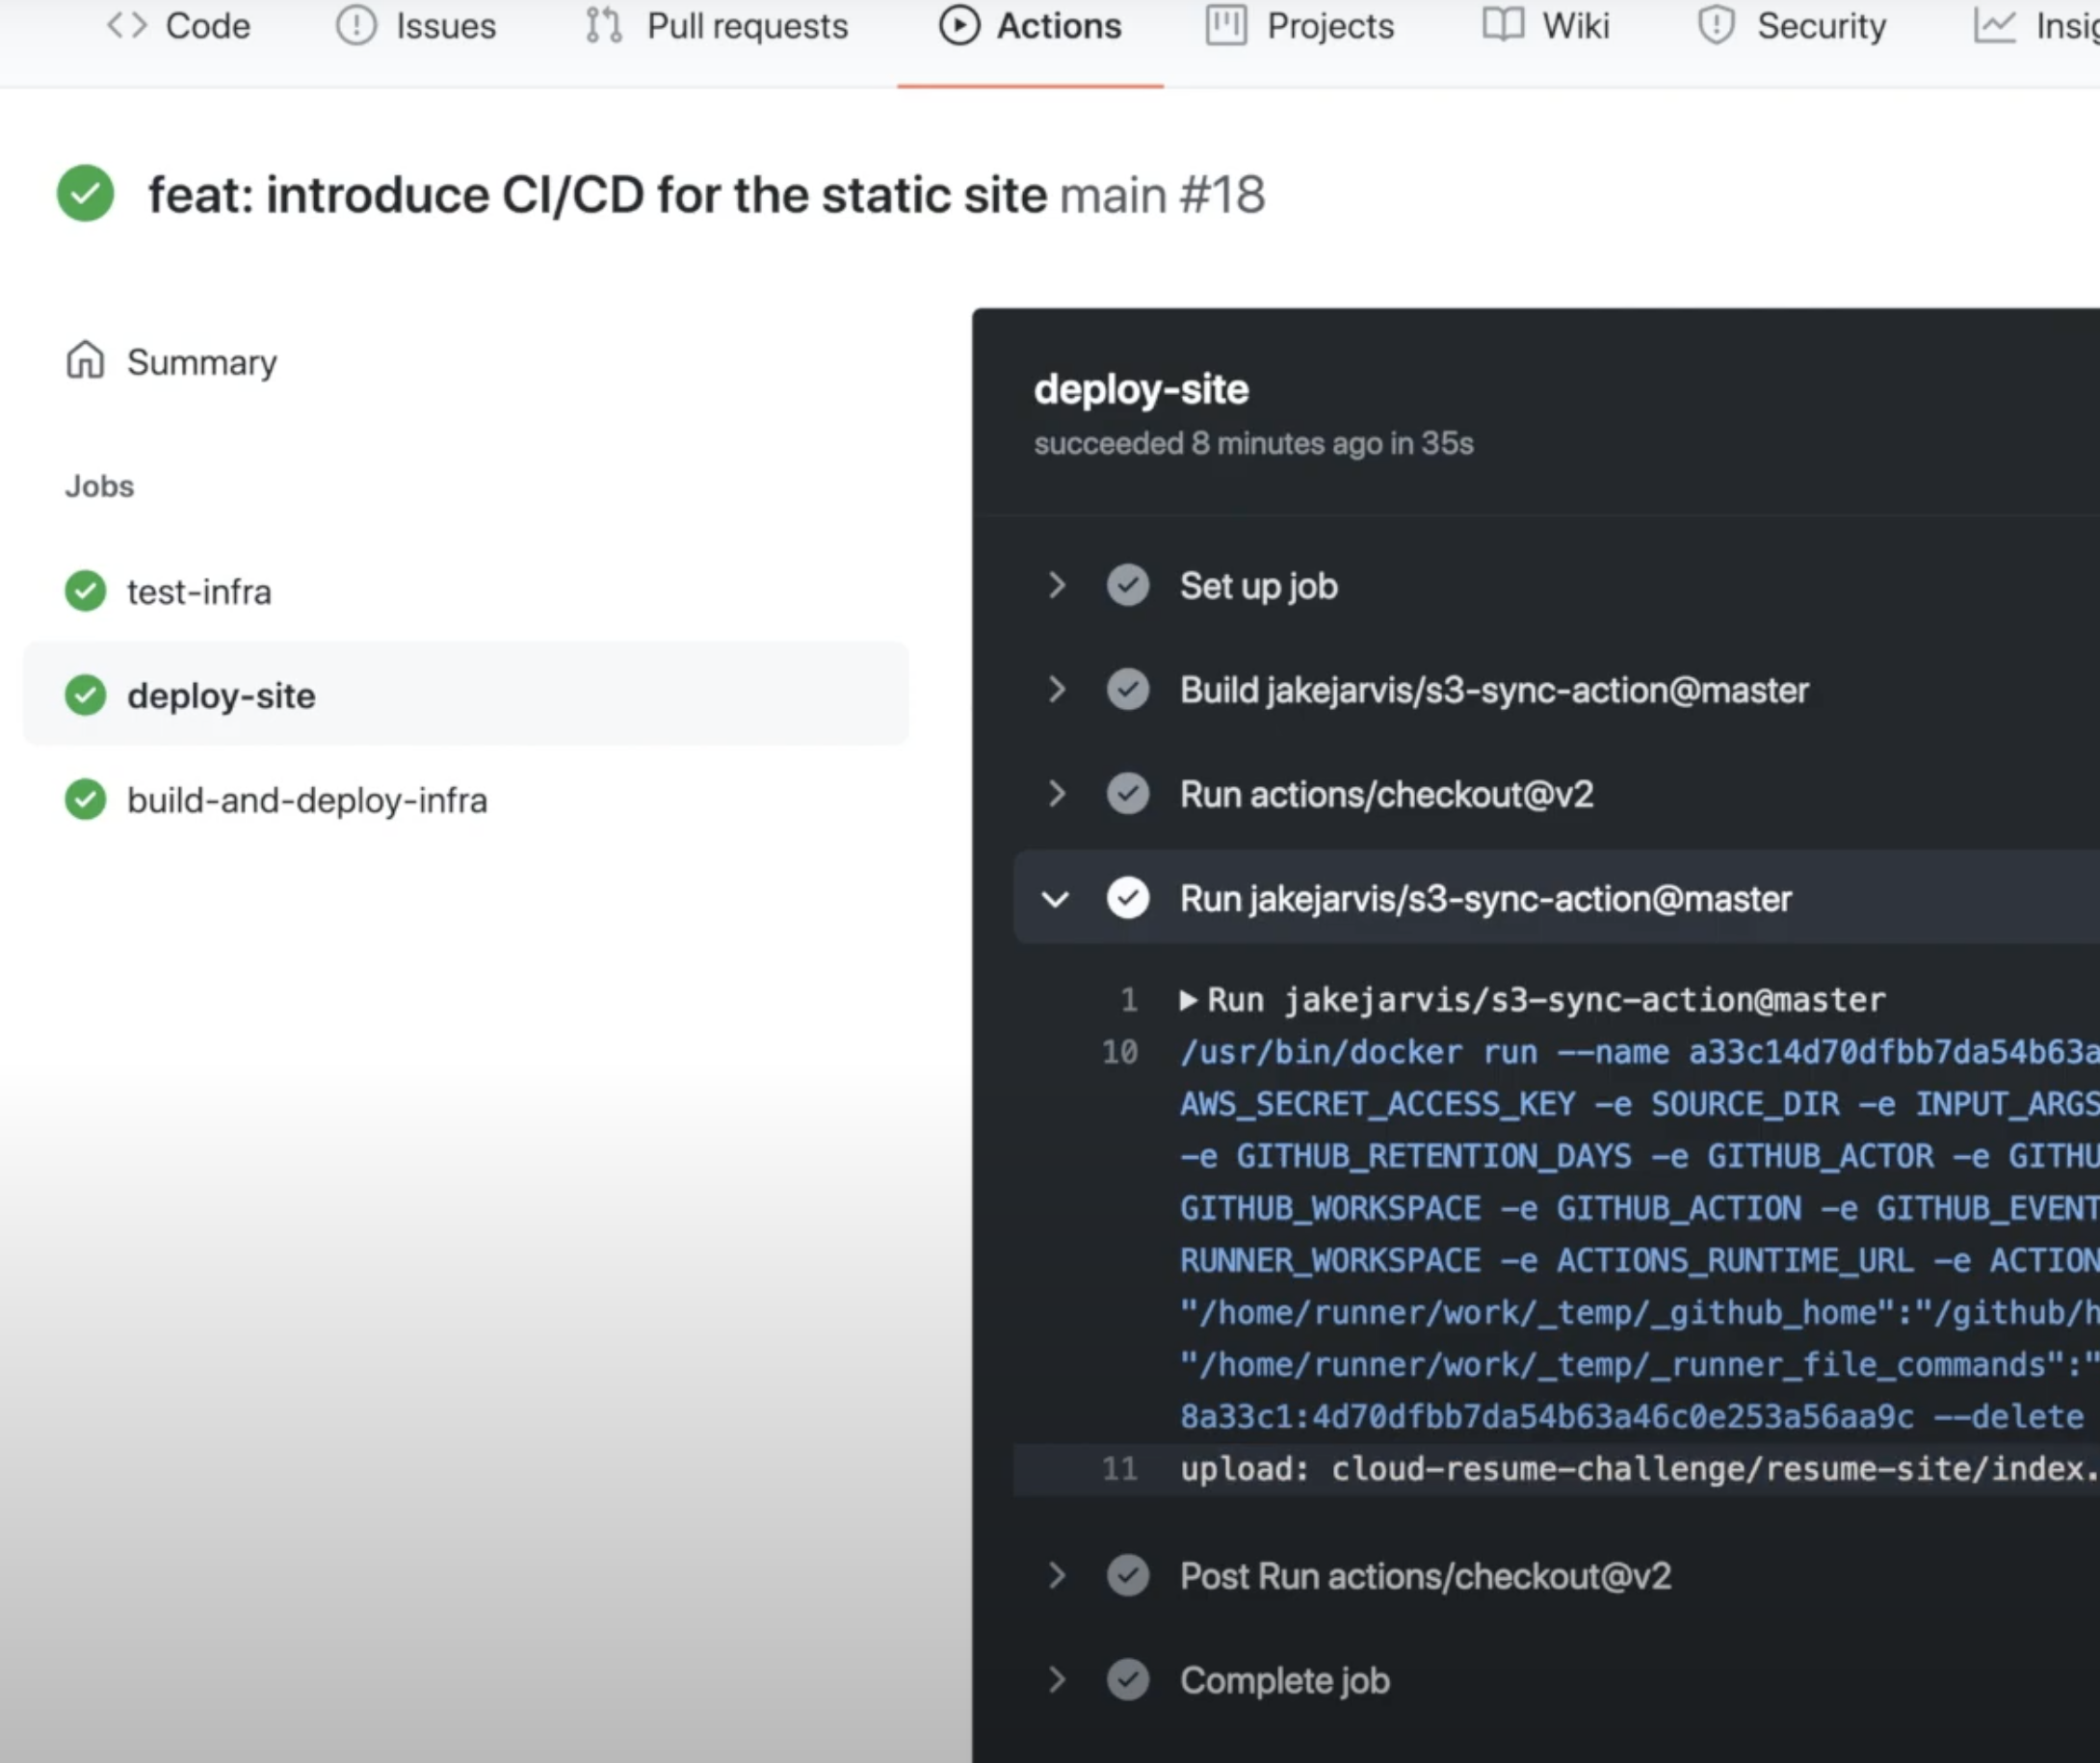 Code Issues Pull requests Actions Projects Wiki Security
feat: introduce CI/CD for the static site main #18
Summary
Jobs
test-infra
deploy-site
build-and-deploy-infra
deploy-site
succeeded 8 minutes ago in 35s
Set up job
Build jakejarvis/s3-sync-action@master
Run actions/checkout@v2
Run jakejarvis/s3-sync-action@master
1 Run jakejarvis/s3-sync-action@master
10 /usr/bin/docker run --name a33c14d70dfbb7da54b63a
AWS_SECRET_ACCESS_KEY -e SOURCE_DIR -e INPUT_ARGS
-e GITHUB_RETENTION_DAYS -e GITHUB_ACTOR -e GITHU
GITHUB_WORKSPACE -e GITHUB_ACTION -e GITHUB_EVENT
RUNNER_WORKSPACE -e ACTIONS_RUNTIME_URL -e ACTION
"/home/runner/work/_temp/_github_home":"/github/h
"/home/runner/work/_temp/_runner_file_commands":"
8a33c1:4d70dfbb7da54b63a46c0e253a56aa9c --delete
11 upload: cloud-resume-challenge/resume-site/index.
Post Run actions/checkout@v2
Complete job